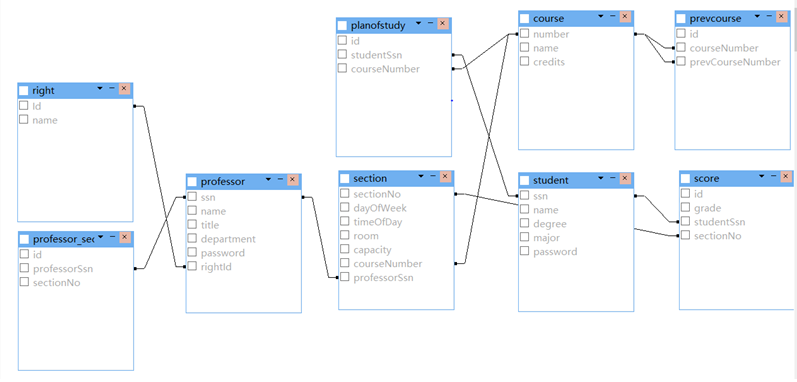 planofstudy
id
studentSsn
courseNumber
course
number
name
credits
prevcourse
id
courseNumber
prevCourseNumber
right
Id
name
professor
ssn
name
title
department
password
rightId
section
sectionNo
dayOfWeek
timeOfDay
room
capacity
courseNumber
professorSsn
student
ssn
name
degree
major
password
score
id
grade
studentSsn
sectionNo
professor_sec
id
professorSsn
sectionNo